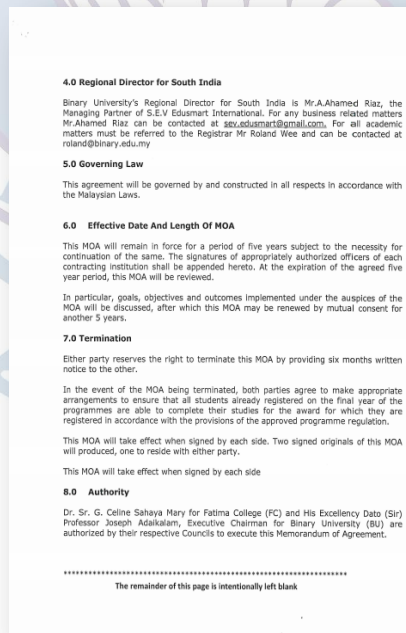 4.0 Regional Director for South India
Binary University's Regional Director for South India is Mr.A.Ahamed Riaz, the
Managing Partner of S.E.V Edusmart International. For any business related matters
Mr.Ahamed Riaz can be contacted at sev.edusmart@gmail.com. For all academic
matters must be referred to the Registrar Mr Roland Wee and can be contacted at
roland@binary.edu.my
5.0 Governing Law
This agreement will be governed by and constructed in all respects in accordance with
the Malaysian Laws.
6.0 Effective Date And Length Of MOA
This MOA will remain in force for a period of five years subject to the necessity for
continuation of the same. The signatures of appropriately authorized officers of each
contracting institution shall be appended hereto. At the expiration of the agreed five
year period, this MOA will be reviewed.
In particular, goals, objectives and outcomes implemented under the auspices of the
MOA will be discussed, after which this MOA may be renewed by mutual consent for
another 5 years.
7.0 Termination
Either party reserves the right to terminate this MOA by providing six months written
notice to the other.
In the event of the MOA being terminated, both parties agree to make appropriate
arrangements to ensure that all students already registered on the final year of the
programmes are able to complete their studies for the award for which they are
registered in accordance with the provisions of the approved programme regulation.
This MOA will take effect when signed by each side. Two signed originals of this MOA
will produced, one to reside with either party.
This MOA will take effect when signed by each side
8.0 Authority
Dr. Sr. G. Celine Sahaya Mary for Fatima College (FC) and His Excellency Dato (Sir)
Professor Joseph Adaikalam, Executive Chairman for Binary University (BU) are
authorized by their respective Councils to execute this Memorandum of Agreement.
******************************************************************
The remainder of this page is intentionally left blank